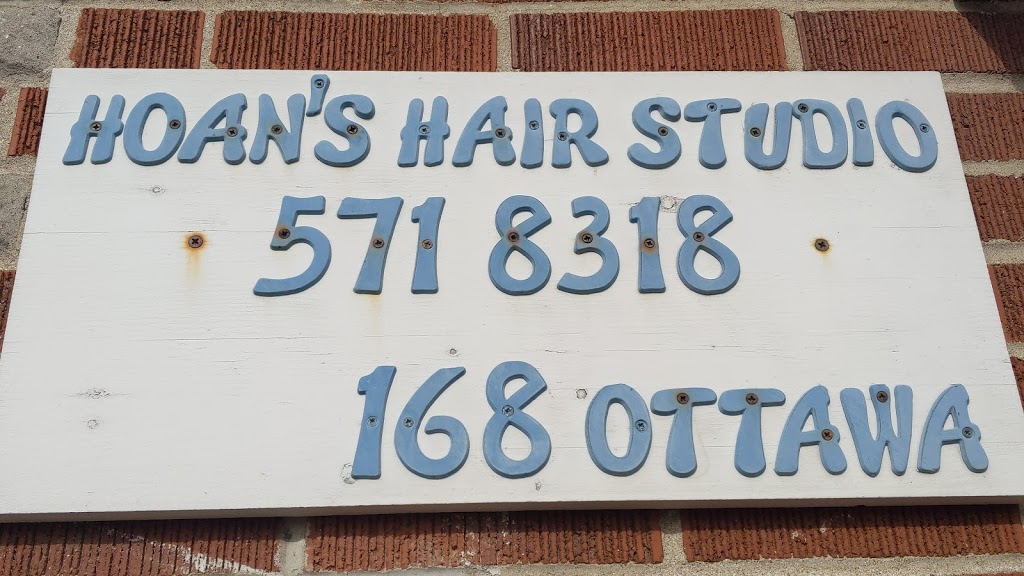 HOAN'S HAIR STUDIO
571 8318
168 OTTAWA